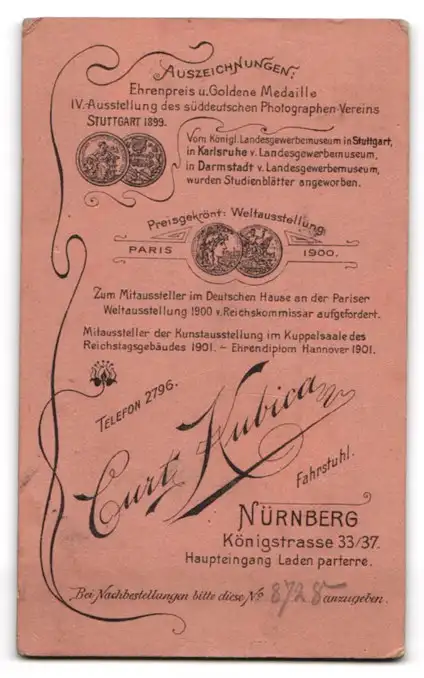 AUSZEICHNUNGEN:
Ehrenpreis u. Goldene Medaille
IV.-Ausstellung des süddeutschen Photographen-Vereins
STUTTGART 1899.
Vom Königl. Landesgewerbemuseum in Stuttgart,
in Karlsruhe v. Landesgewerbemuseum,
in Darmstadt v. Landesgewerbemuseum,
wurden Studienblätter angeworben.
Preisgekrönt: Weltausstellung
PARIS 1900.
Zum Mitaussteller im Deutschen Hause an der Pariser
Weltausstellung 1900 v. Reichskommissar aufgefordert.
Mitaussteller der Kunstausstellung im Kuppelsaale des
Reichstagsgebäudes 1901. – Ehrendiplom Hannover 1901.
TELEFON 2796.
Curt Kubica
Fahrstuhl.
NÜRNBERG
Königstrasse 33/37.
Haupteingang Laden parterre.
Bei Nachbestellungen bitte diese No 8728 anzugeben.